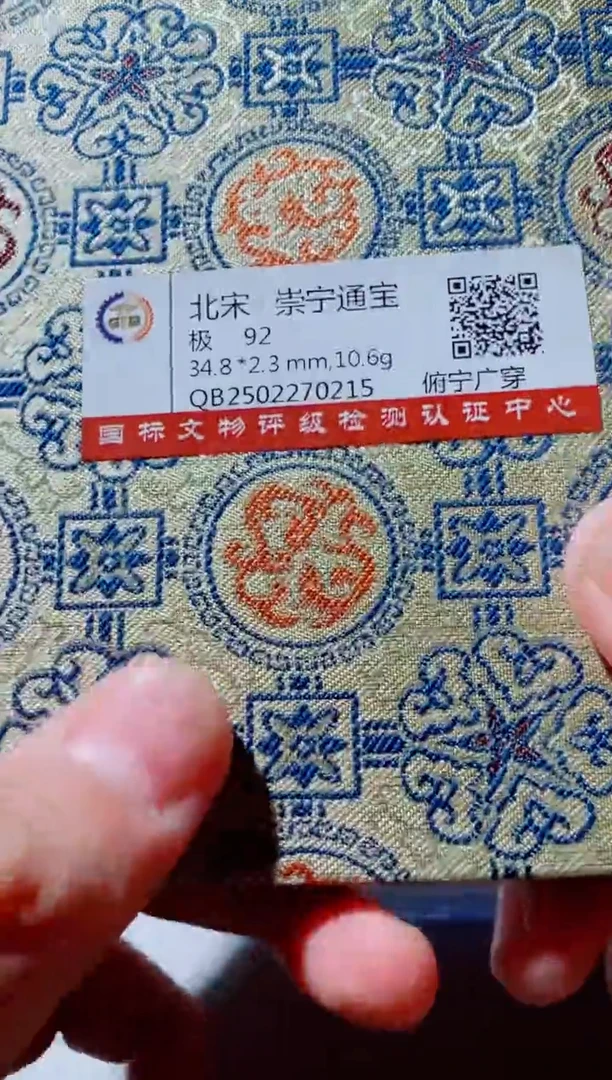 北宋 崇宁通宝
极 92
34.8*2.3 mm,10.6g
QB2502270215 俯宁广穿
国标文物评级检测认证中心